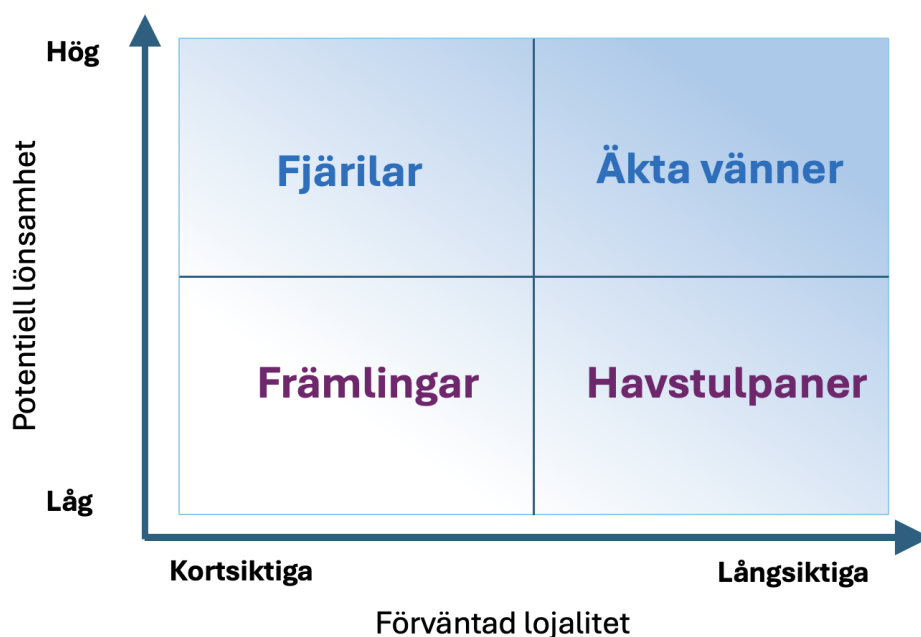 Hög
Potentiell lönsamhet
Fjärilar
Äkta vänner
Främlingar
Havstulpaner
Låg
Kortsiktiga
Långsiktiga
Förväntad lojalitet